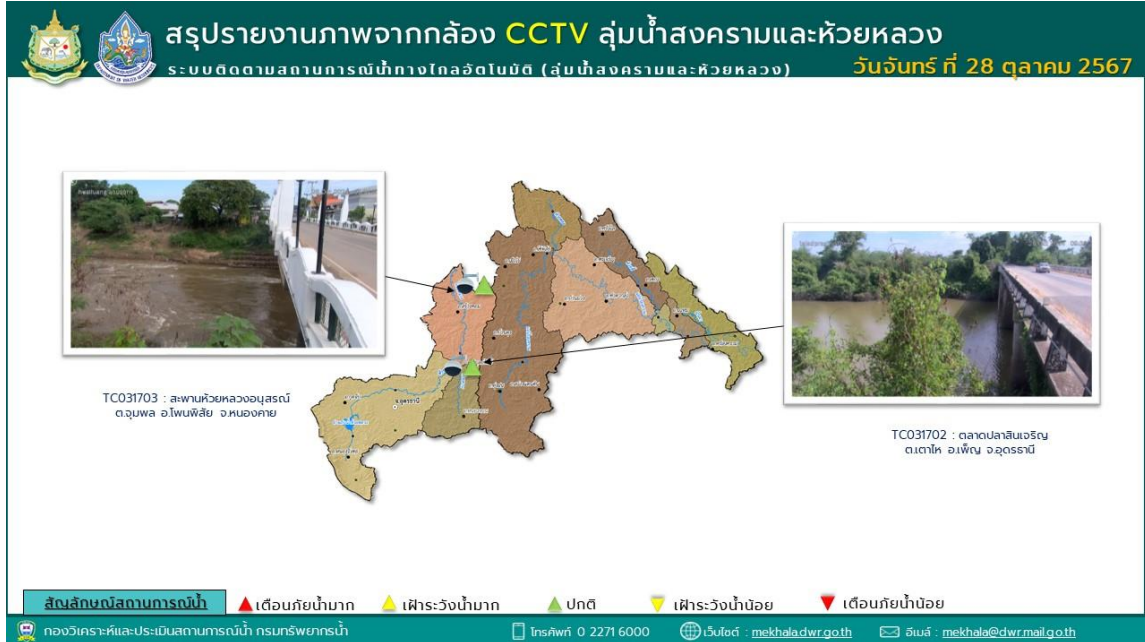 สรุปรายงานภาพจากกล้อง CCTV ลุ่มน้ำสงครามและห้วยหลวง
ระบบติดตามสถานการณ์น้ำทางไกลอัตโนมัติ (ลุ่มน้ำสงครามและห้วยหลวง)
วันจันทร์ ที่ 28 ตุลาคม 2567
TC031703 : สะพานห้วยหลวงอนุสรณ์
ต.จุมพล อ.โพนพิสัย จ.หนองคาย
TC031702 : ตลาดปลาสินเจริญ
ต.เตาไห อ.เพ็ญ จ.อุดรธานี
จ.อุดรธานี
สัญลักษณ์สถานการณ์น้ำ
เตือนภัยน้ำมาก
เฝ้าระวังน้ำมาก
ปกติ
เฝ้าระวังน้ำน้อย
เตือนภัยน้ำน้อย
กองวิเคราะห์และประเมินสถานการณ์น้ำ กรมทรัพยากรน้ำ
โทรศัพท์ 0 2271 6000
เว็บไซต์ : mekhala.dwr.go.th
อีเมล์ : mekhala@dwr.mail.go.th